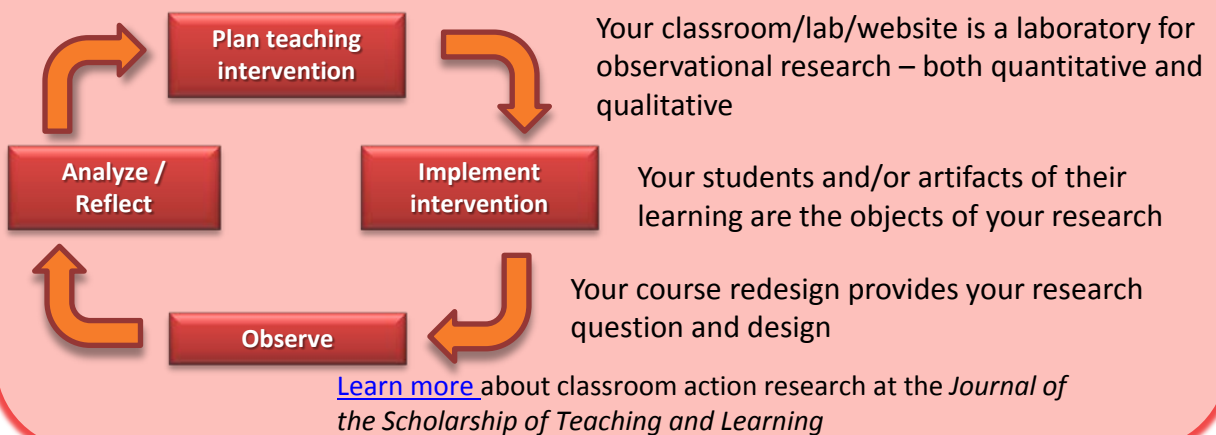 Plan teaching
intervention
Your classroom/lab/website is a laboratory for
observational research – both quantitative and
qualitative
Analyze /
Reflect
Implement
intervention
Your students and/or artifacts of their
learning are the objects of your research
Your course redesign provides your research
question and design
Observe
Learn more about classroom action research at the Journal of
the Scholarship of Teaching and Learning